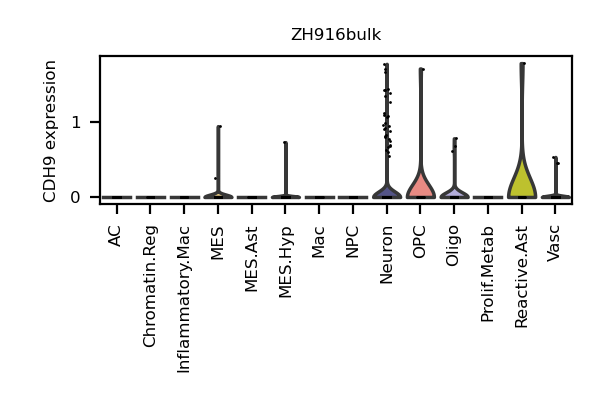 ZH916bulk
CDH9 expression
1
0
AC
Chromatin.Reg
Inflammatory.Mac
MES
MES.Ast
MES.Hyp
Mac
NPC
Neuron
OPC
Oligo
Prolif.Metab
Reactive.Ast
Vasc